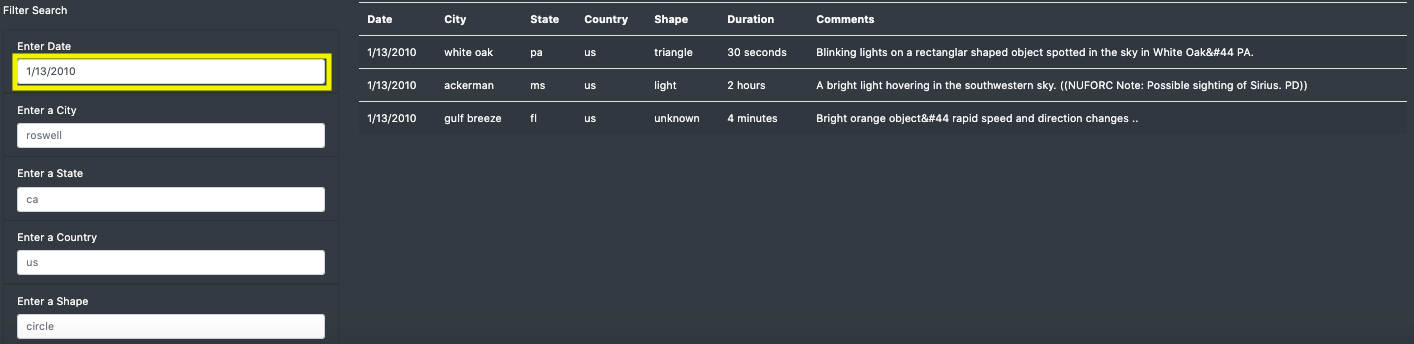 Filter Search
Enter Date
1/13/2010
Enter a City
roswell
Enter a State
ca
Enter a Country
us
Enter a Shape
circle
Date City State Country Shape Duration Comments
1/13/2010 white oak pa us triangle 30 seconds Blinking lights on a rectanglar shaped object spotted in the sky in White Oak&#44 PA.
1/13/2010 ackerman ms us light 2 hours A bright light hovering in the southwestern sky. ((NUFORC Note: Possible sighting of Sirius. PD))
1/13/2010 gulf breeze fl us unknown 4 minutes Bright orange object&#44 rapid speed and direction changes ..